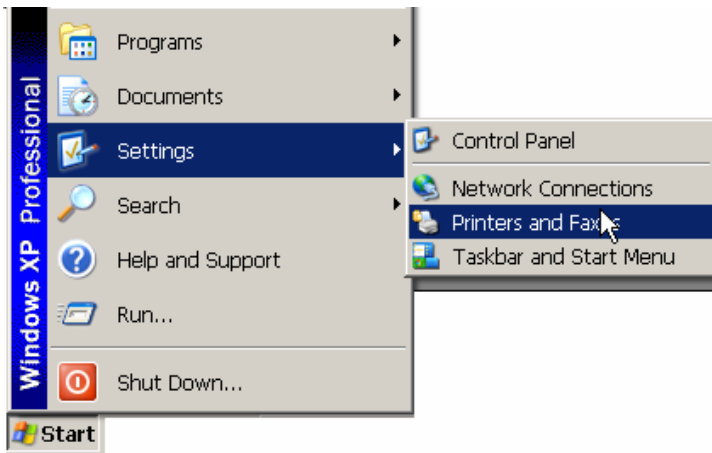 Programs
Documents
Settings
Search
Help and Support
Run...
Shut Down...
Windows XP Professional
Start
Control Panel
Network Connections
Printers and Faxes
Taskbar and Start Menu